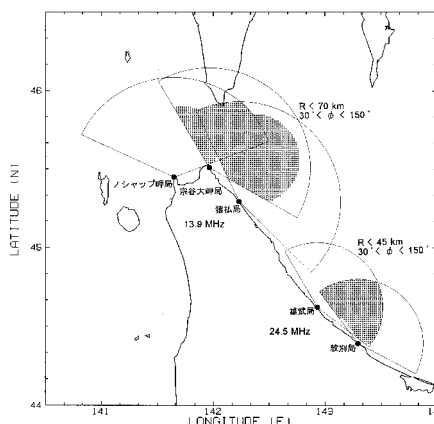 46
45
44
LATITUDE (N)
R < 70 km
30°< φ < 150°
ノシャップ岬局
宗谷大岬局
猿払局
13.9 MHz
R < 45 km
30°< φ < 150°
雄武局
24.5 MHz
紋別局
141
142
143
LONGITUDE (E)